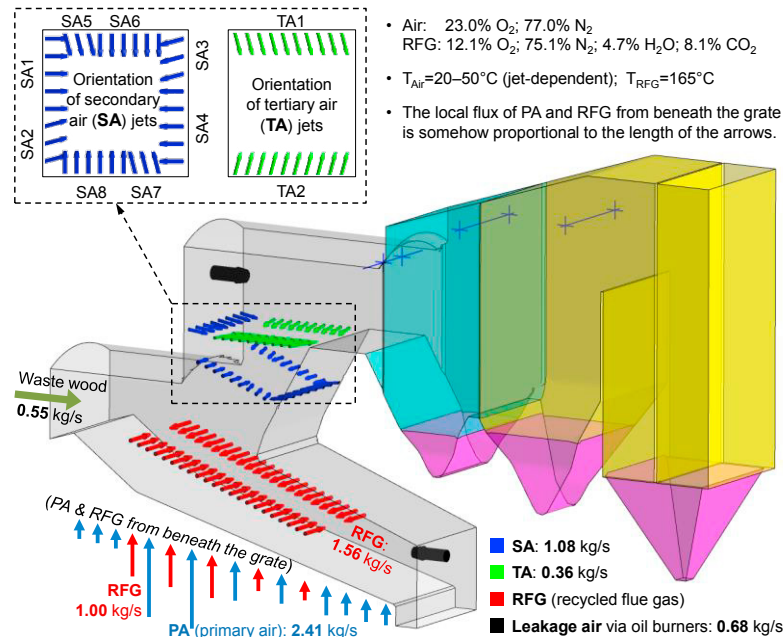 SA5 SA6
SA1
SA2
SA3
SA4
SA8 SA7
Orientation
of secondary
air (SA) jets
TA1
Orientation
of tertiary air
(TA) jets
TA2
• Air: 23.0% O₂; 77.0% N₂
RFG: 12.1% O₂; 75.1% N₂; 4.7% H₂O; 8.1% CO₂
• T_Air=20–50°C (jet-dependent); T_RFG=165°C
• The local flux of PA and RFG from beneath the grate
is somehow proportional to the length of the arrows.
Waste wood
0.55 kg/s
(PA & RFG from beneath the grate)
RFG:
1.56 kg/s
RFG
1.00 kg/s
PA (primary air): 2.41 kg/s
SA: 1.08 kg/s
TA: 0.36 kg/s
RFG (recycled flue gas)
Leakage air via oil burners: 0.68 kg/s